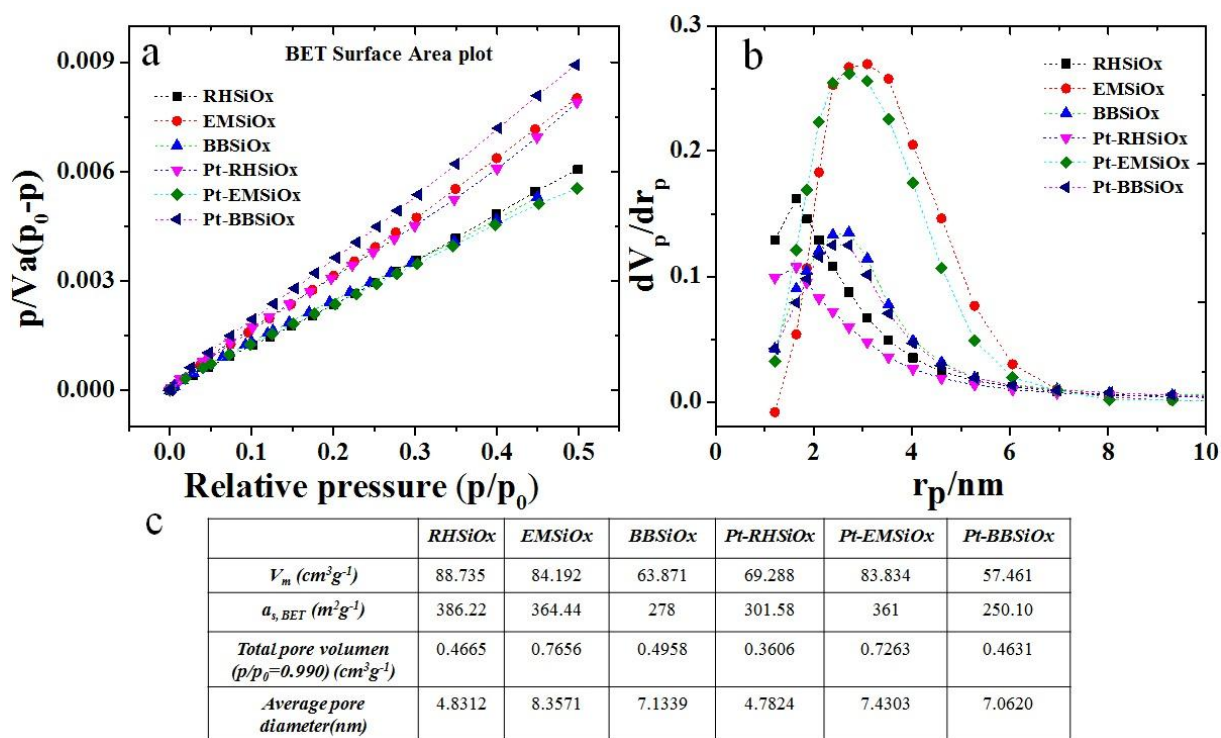 a
BET Surface Area plot
RHSiOx
EMSiOx
BBSiOx
Pt-RHSiOx
Pt-EMSiOx
Pt-BBSiOx
0.009
0.006
0.003
0.000
p/Va(p₀-p)
0.0 0.1 0.2 0.3 0.4 0.5
Relative pressure (p/p₀)
b
RHSiOx
EMSiOx
BBSiOx
Pt-RHSiOx
Pt-EMSiOx
Pt-BBSiOx
0.3
0.2
0.1
0.0
dVₚ/drₚ
0 2 4 6 8 10
rₚ/nm
c
RHSiOx EMSiOx BBSiOx Pt-RHSiOx Pt-EMSiOx Pt-BBSiOx
Vₘ (cm³g⁻¹) 88.735 84.192 63.871 69.288 83.834 57.461
aₛ, BET (m²g⁻¹) 386.22 364.44 278 301.58 361 250.10
Total pore volumen
(p/p₀=0.990) (cm³g⁻¹) 0.4665 0.7656 0.4958 0.3606 0.7263 0.4631
Average pore
diameter(nm) 4.8312 8.3571 7.1339 4.7824 7.4303 7.0620